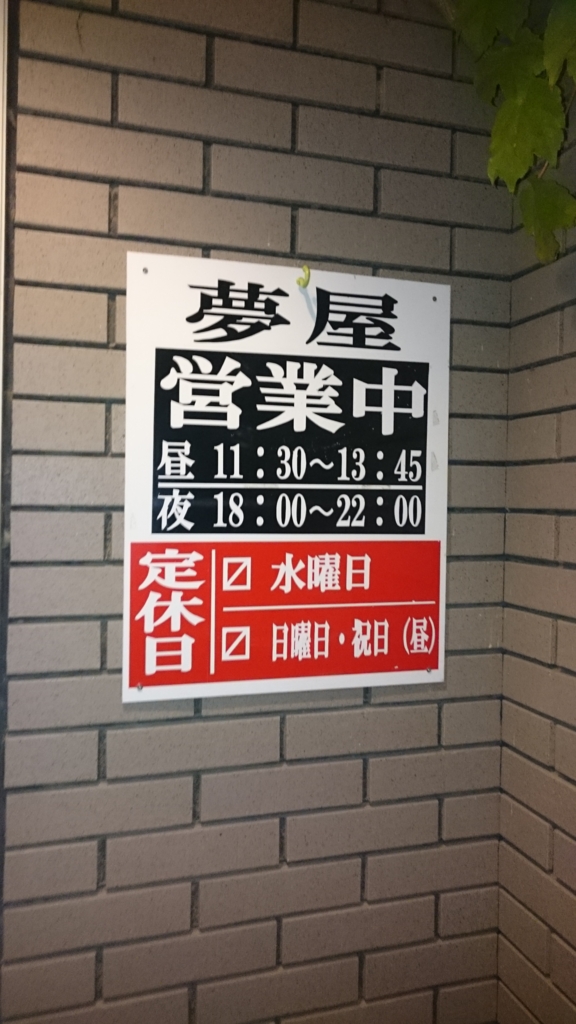 夢屋
営業中
昼 11：30～13：45
夜 18：00～22：00
定休日
☑ 水曜日
☑ 日曜日・祝日（昼）